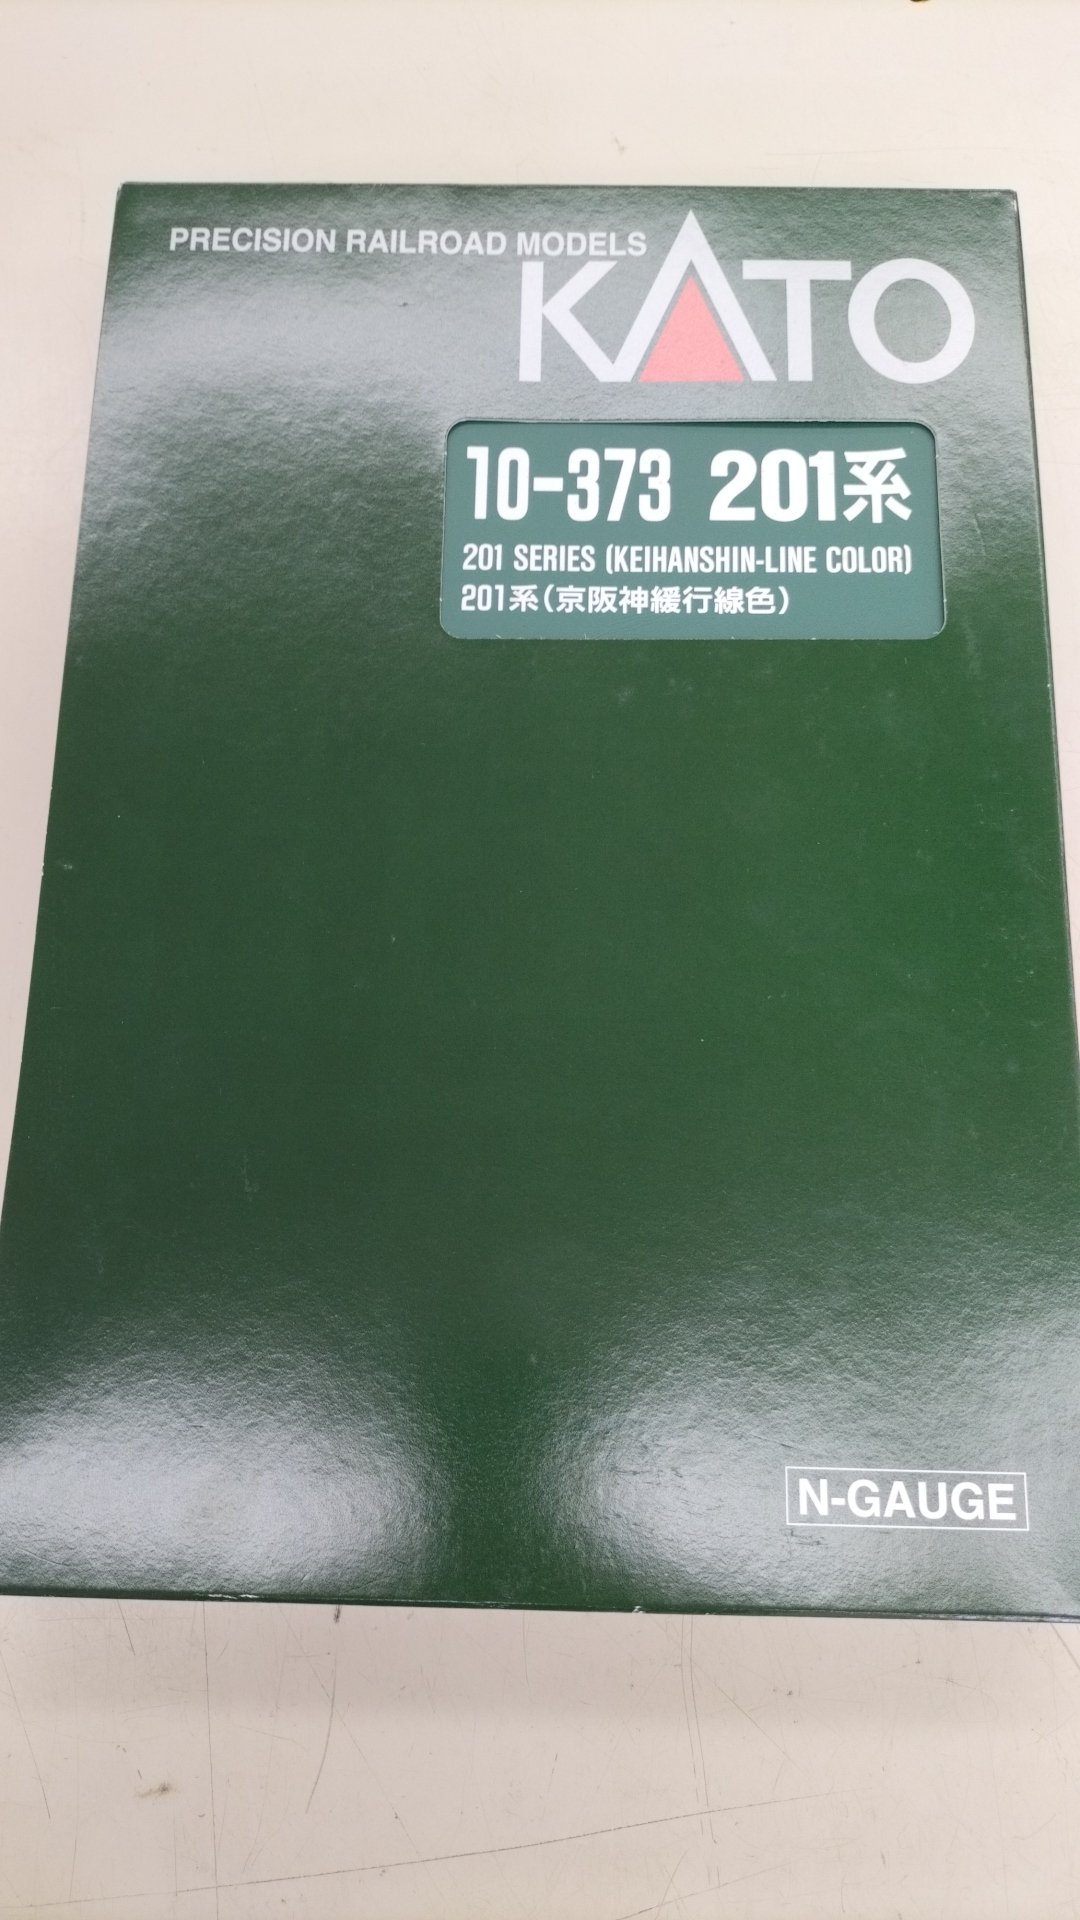 PRECISION RAILROAD MODELS
KATO
10-373 201系
201 SERIES (KEIHANSHIN-LINE COLOR)
201系(京阪神緩行線色)
N-GAUGE